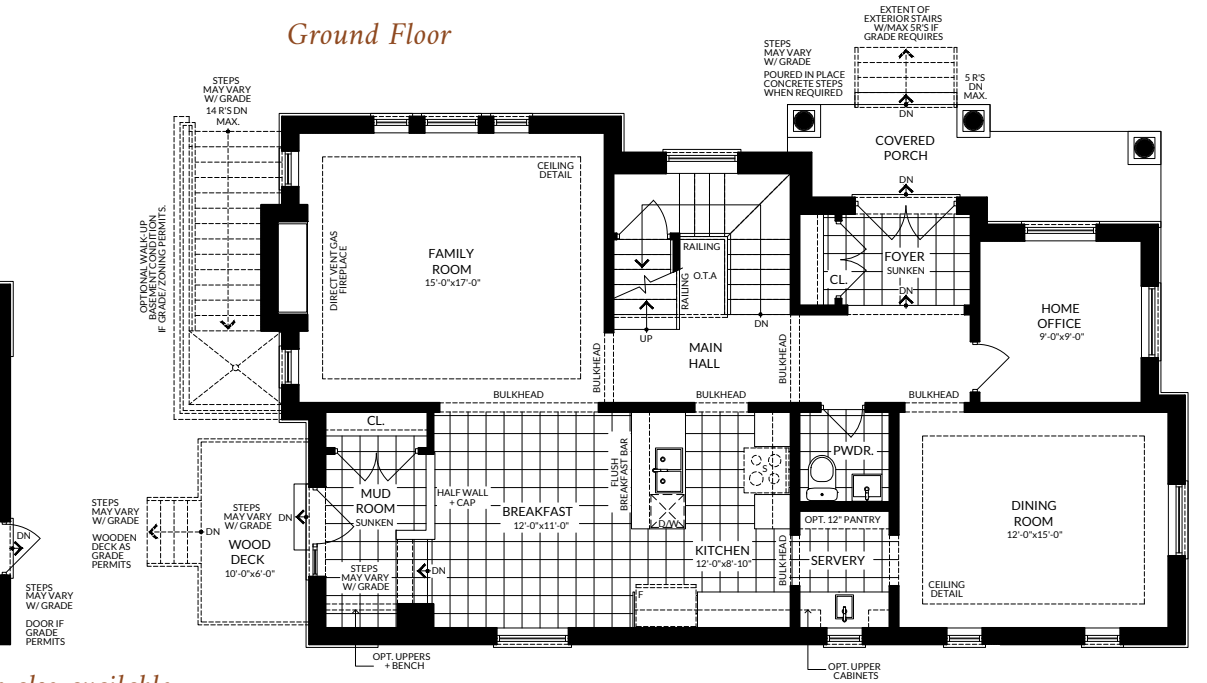 Ground Floor
EXTENT OF
EXTERIOR STAIRS
W/MAX 5R'S IF
GRADE REQUIRES
STEPS
MAY VARY
W/ GRADE
POURED IN PLACE
CONCRETE STEPS
WHEN REQUIRED
5 R'S
DN
MAX.
DN
COVERED
PORCH
DN
STEPS
MAY VARY
W/ GRADE
14 R'S DN
MAX.
OPTIONAL WALK-UP
BASEMENT CONDITION
IF GRADE/ ZONING PERMITS.
CEILING
DETAIL
DIRECT VENT GAS
FIREPLACE
FAMILY
ROOM
15'-0"x17'-0"
RAILING
RAILING
O.T.A
UP
DN
FOYER
SUNKEN
CL.
DN
HOME
OFFICE
9'-0"x9'-0"
MAIN
HALL
BULKHEAD
BULKHEAD
BULKHEAD
BULKHEAD
BULKHEAD
CL.
MUD
ROOM
SUNKEN
HALF WALL
+ CAP
BREAKFAST
12'-0"x11'-0"
FLUSH
BREAKFAST BAR
D/W
S
KITCHEN
12'-0"x8'-10"
BULKHEAD
F
PWDR.
OPT. 12" PANTRY
SERVERY
DINING
ROOM
12'-0"x15'-0"
CEILING
DETAIL
STEPS
MAY VARY
W/ GRADE
DN
WOOD
DECK
10'-0"x6'-0"
DN
STEPS
MAY VARY
W/ GRADE
WOODEN
DECK AS
GRADE
PERMITS
STEPS
MAY VARY
W/ GRADE
DN
DN
STEPS
MAY VARY
W/ GRADE
DOOR IF
GRADE
PERMITS
OPT. UPPERS
+ BENCH
OPT. UPPER
CABINETS
also available